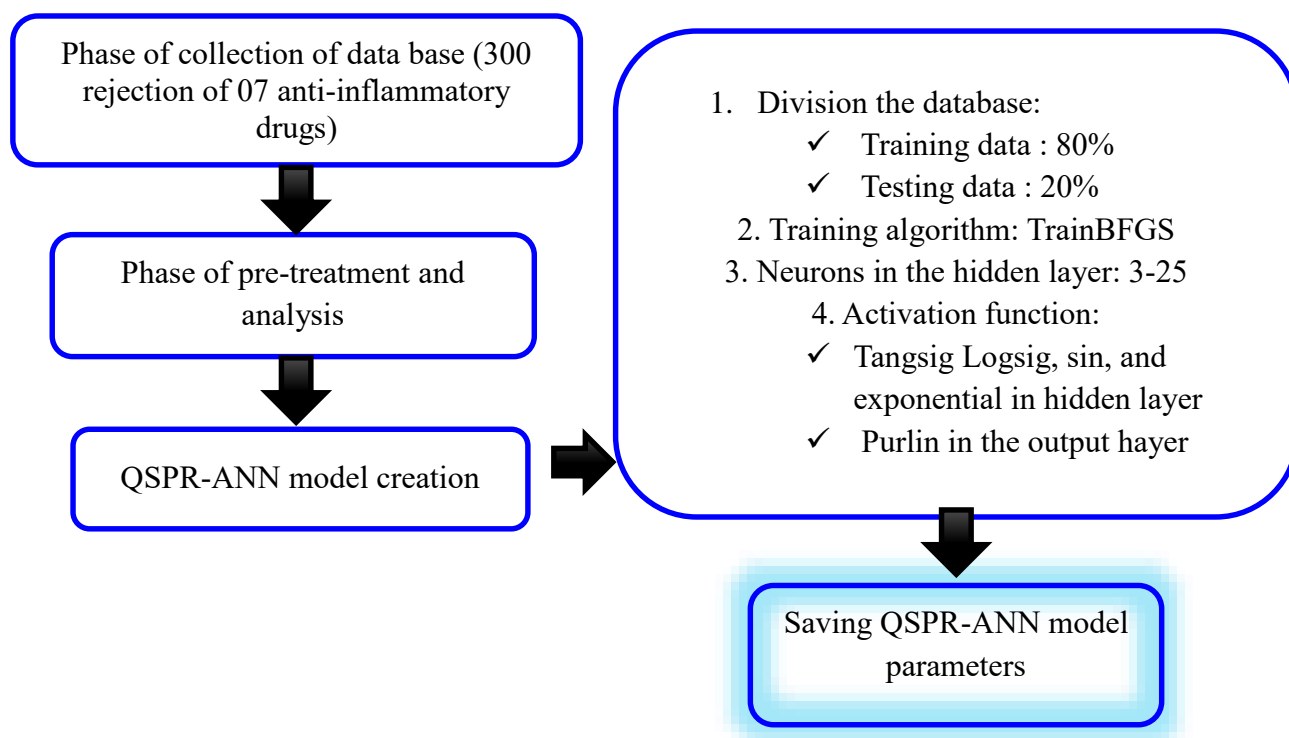 Phase of collection of data base (300
rejection of 07 anti-inflammatory
drugs)
Phase of pre-treatment and
analysis
QSPR-ANN model creation
1. Division the database:
✓ Training data : 80%
✓ Testing data : 20%
2. Training algorithm: TrainBFGS
3. Neurons in the hidden layer: 3-25
4. Activation function:
✓ Tangsig Logsig, sin, and
exponential in hidden layer
✓ Purlin in the output hayer
Saving QSPR-ANN model
parameters